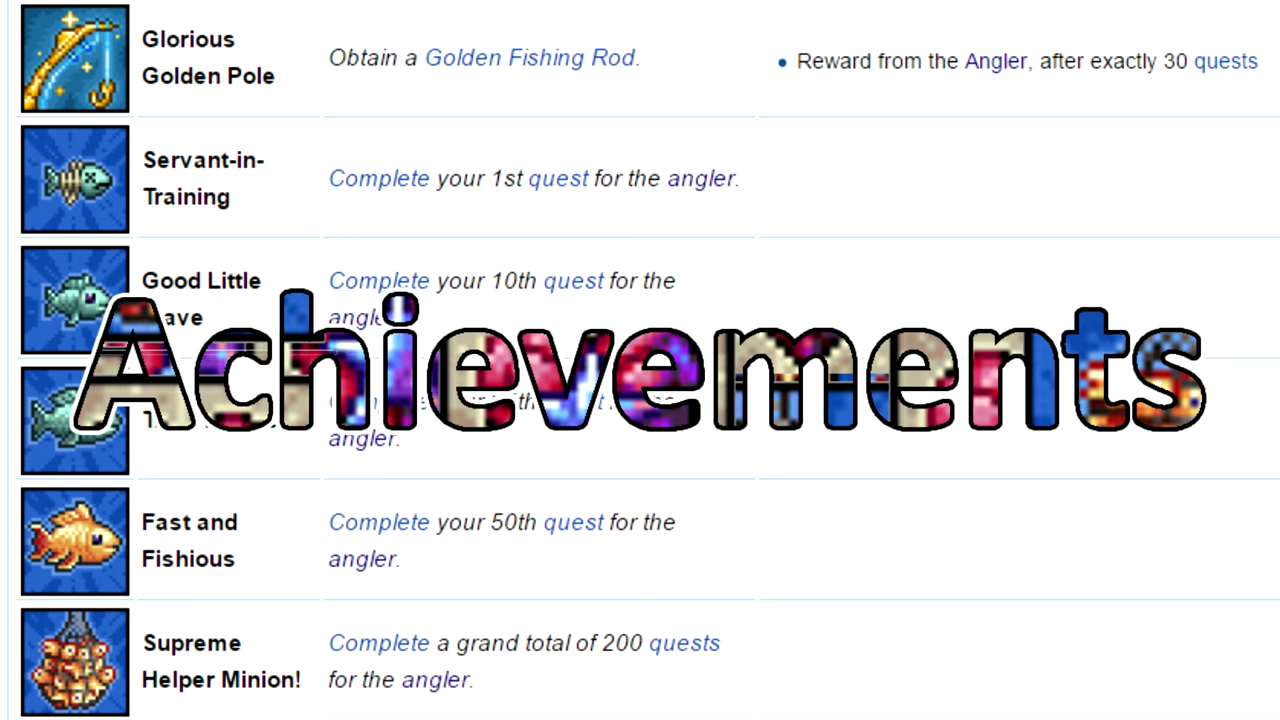 Glorious
Golden Pole
Obtain a Golden Fishing Rod.
• Reward from the Angler, after exactly 30 quests
Servant-in-
Training
Complete your 1st quest for the angler.
Good Little
Complete your 10th quest for the
Achievements
angler.
Fast and
Fishious
Complete your 50th quest for the
angler.
Supreme
Helper Minion!
Complete a grand total of 200 quests
for the angler.